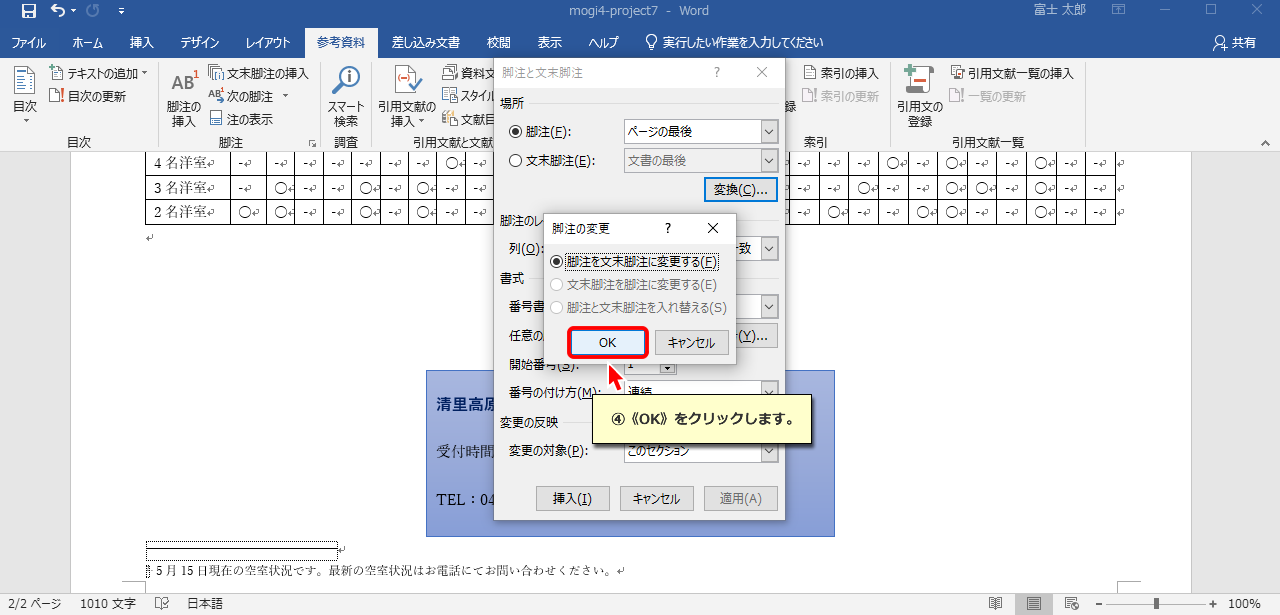 mogi4-project7 - Word
富士 太郎
ファイル ホーム 挿入 デザイン レイアウト 参考資料 差し込み文書 校閲 表示 ヘルプ 実行したい作業を入力してください 共有
目次
テキストの追加
目次の更新
目次
AB1
脚注の
挿入
文末脚注の挿入
次の脚注
注の表示
脚注
スマート
検索
調査
引用文献の
挿入
資料文
スタイル
文献目
引用文献と文献
脚注と文末脚注 ?
場所
脚注(F): ページの最後
文末脚注(E): 文書の最後
変換(C)...
脚注のレ
列(O): 一致
書式
番号書
任意の (Y)...
開始番号(S): 1
番号の付け方(M): 連続
変更の反映
変更の対象(P): このセクション
挿入(I) キャンセル 適用(A)
脚注の変更 ?
脚注を文末脚注に変更する(F)
文末脚注を脚注に変更する(E)
脚注と文末脚注を入れ替える(S)
OK キャンセル
④《OK》をクリックします。
録
索引の挿入
索引の更新
索引
引用文の
登録
引用文献一覧の挿入
一覧の更新
引用文献一覧
4 名洋室 - - - - - - - ○ - - - - ○ - ○ - - ○ - -
3 名洋室 - ○ - - ○ - ○ - - - - ○ - - ○ ○ - ○ - -
2 名洋室 ○ ○ - - ○ - ○ - - - ○ - - ○ ○ - - ○ - -
清里高原
受付時間
TEL：04
1 5 月 15 日現在の空室状況です。最新の空室状況はお電話にてお問い合わせください。
2/2 ページ 1010 文字 日本語 100%